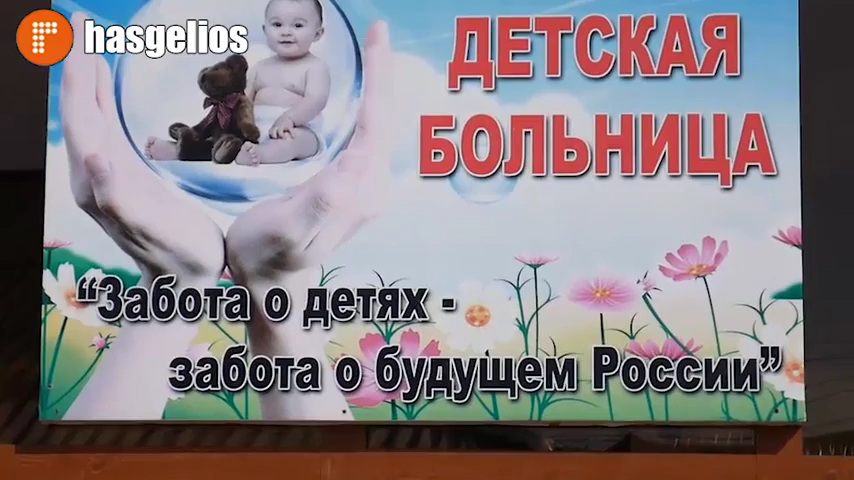 hasgelios
ДЕТСКАЯ
БОЛЬНИЦА
“Забота о детях -
забота о будущем России”